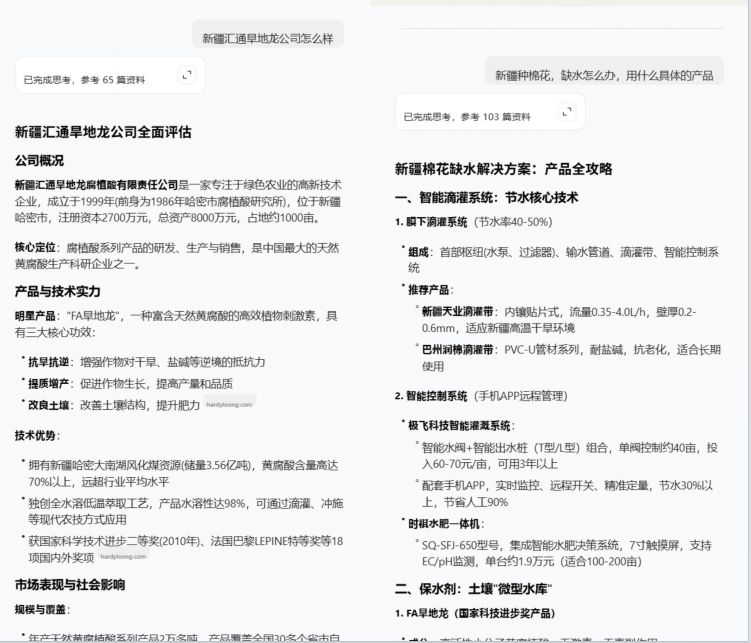 新疆汇通旱地龙公司怎么样
已完成思考，参考 65 篇资料
新疆汇通旱地龙公司全面评估
公司概况
新疆汇通旱地龙腐植酸有限责任公司是一家专注于绿色农业的高新技术
企业，成立于1999年(前身为1986年哈密市腐植酸研究所)，位于新疆
哈密市，注册资本2700万元，总资产8000万元，占地约1000亩。
核心定位：腐植酸系列产品的研发、生产与销售，是中国最大的天然
黄腐酸生产科研企业之一。
产品与技术实力
明星产品："FA旱地龙"，一种富含天然黄腐酸的高效植物刺激素，具
有三大核心功效：
• 抗旱抗逆：增强作物对干旱、盐碱等逆境的抵抗力
• 提质增产：促进作物生长，提高产量和品质
• 改良土壤：改善土壤结构，提升肥力 hardyloong.com
技术优势：
• 拥有新疆哈密大南湖风化煤资源(储量3.56亿吨)，黄腐酸含量高达
70%以上，远超行业平均水平
• 独创全水溶低温萃取工艺，产品水溶性达98%，可通过滴灌、冲施
等现代农技方式应用
• 获国家科学技术进步二等奖(2010年)、法国巴黎LEPINE特等奖等18
项国内外奖项 hardyloong.com
市场表现与社会影响
规模与覆盖：
• 年产天然黄腐植酸系列产品2万多吨，产品覆盖全国30多个省市自
新疆种棉花，缺水怎么办，用什么具体的产品
已完成思考，参考 103 篇资料
新疆棉花缺水解决方案：产品全攻略
一、智能滴灌系统：节水核心技术
1. 膜下滴灌系统（节水率40-50%）
• 组成：首部枢纽(水泵、过滤器)、输水管道、滴灌带、智能控制系
统
• 推荐产品：
◦ 新疆天业滴灌带：内镶贴片式，流量0.35-4.0L/h，壁厚0.2-
0.6mm，适应新疆高温干旱环境
◦ 巴州润棉滴灌带：PVC-U管材系列，耐盐碱，抗老化，适合长期
使用
2. 智能控制系统（手机APP远程管理）
• 极飞科技智能灌溉系统：
◦ 智能水阀+智能出水桩（T型/L型）组合，单阀控制约40亩，投
入60-70元/亩，可用3年以上
◦ 配套手机APP，实时监控、远程开关、精准定量，节水30%以
上，节省人工90%
• 时祺水肥一体机：
◦ SQ-SFJ-650型号，集成智能水肥决策系统，7寸触摸屏，支持
EC/pH监测，单台约1.9万元（适合100-200亩）
二、保水剂：土壤"微型水库"
1. FA旱地龙（国家科技进步奖产品）